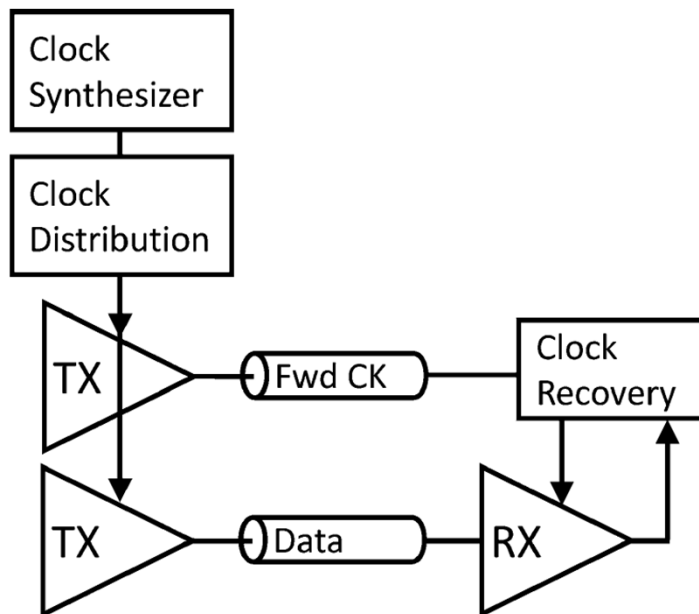 Clock
Synthesizer
Clock
Distribution
TX
Fwd CK
Clock
Recovery
TX
Data
RX